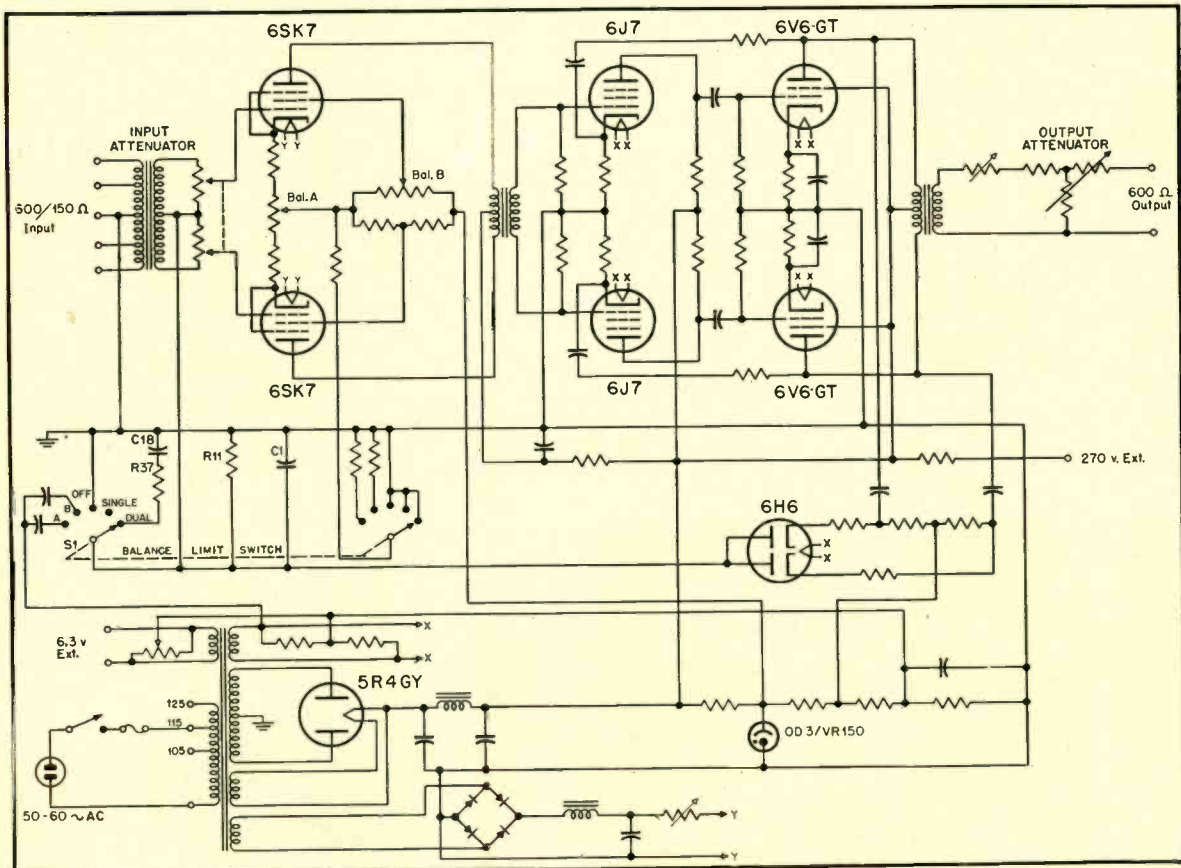 6SK7
6J7
6V6-GT
INPUT
ATTENUATOR
OUTPUT
ATTENUATOR
Y Y
X X
X X
Bal. B
Bal. A
600/150 Ω
Input
600 Ω
Output
Y Y
X X
X X
6SK7
6J7
6V6-GT
C18
R37
R11
C1
270 v. Ext.
OFF
B
SINGLE
A
DUAL
6H6
S1
BALANCE LIMIT SWITCH
X
X
6.3 v
Ext.
X
X
5R4GY
125
115
105
OD3/VR150
50-60 ~ AC
Y
Y